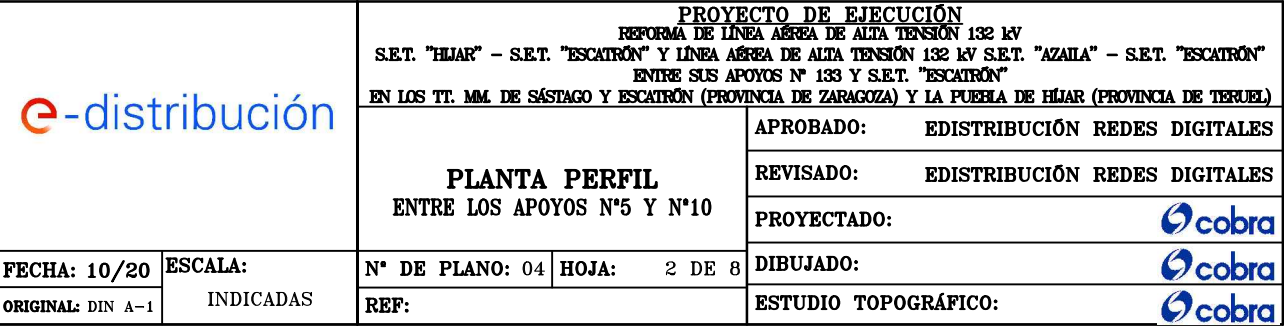 e-distribución
PROYECTO DE EJECUCIÓN
REFORMA DE LÍNEA AÉREA DE ALTA TENSIÓN 132 kV
S.E.T. "HIJAR" – S.E.T. "ESCATRÓN" Y LÍNEA AÉREA DE ALTA TENSIÓN 132 kV S.E.T. "AZAILA" – S.E.T. "ESCATRÓN"
ENTRE SUS APOYOS Nº 133 Y S.E.T. "ESCATRÓN"
EN LOS TT. MM. DE SÁSTAGO Y ESCATRÓN (PROVINCIA DE ZARAGOZA) Y LA PUEBLA DE HÍJAR (PROVINCIA DE TERUEL)
PLANTA PERFIL
ENTRE LOS APOYOS Nº5 Y Nº10
APROBADO: EDISTRIBUCIÓN REDES DIGITALES
REVISADO: EDISTRIBUCIÓN REDES DIGITALES
PROYECTADO: cobra
FECHA: 10/20 ESCALA:
INDICADAS
ORIGINAL: DIN A-1
Nº DE PLANO: 04 HOJA: 2 DE 8
REF:
DIBUJADO: cobra
ESTUDIO TOPOGRÁFICO: cobra